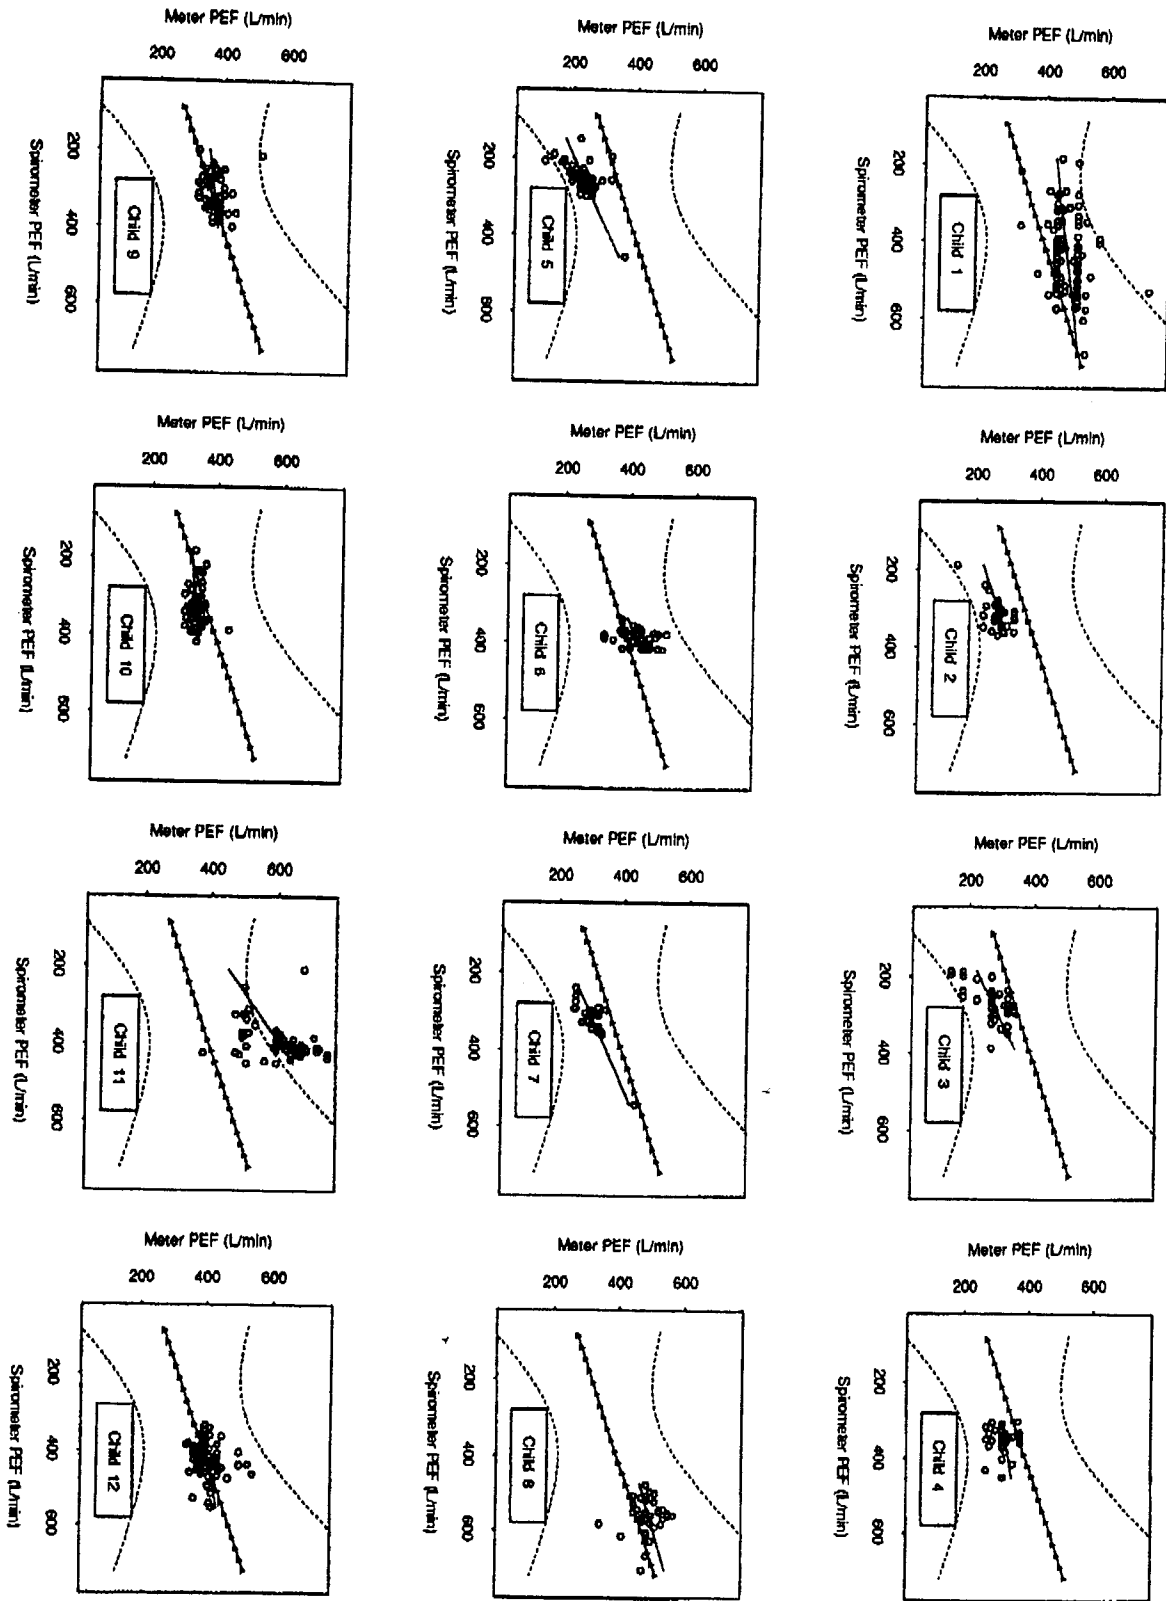 Meter PEF (L/min)
200 400 600
Child 1
200 400 600
Spirometer PEF (L/min)
Meter PEF (L/min)
200 400 600
Child 2
200 400 600
Spirometer PEF (L/min)
Meter PEF (L/min)
200 400 600
Child 3
200 400 600
Spirometer PEF (L/min)
Meter PEF (L/min)
200 400 600
Child 4
200 400 600
Spirometer PEF (L/min)
Meter PEF (L/min)
200 400 600
Child 5
200 400 600
Spirometer PEF (L/min)
Meter PEF (L/min)
200 400 600
Child 6
200 400 600
Spirometer PEF (L/min)
Meter PEF (L/min)
200 400 600
Child 7
200 400 600
Spirometer PEF (L/min)
Meter PEF (L/min)
200 400 600
Child 8
200 400 600
Spirometer PEF (L/min)
Meter PEF (L/min)
200 400 600
Child 9
200 400 600
Spirometer PEF (L/min)
Meter PEF (L/min)
200 400 600
Child 10
200 400 600
Spirometer PEF (L/min)
Meter PEF (L/min)
200 400 600
Child 11
200 400 600
Spirometer PEF (L/min)
Meter PEF (L/min)
200 400 600
Child 12
200 400 600
Spirometer PEF (L/min)